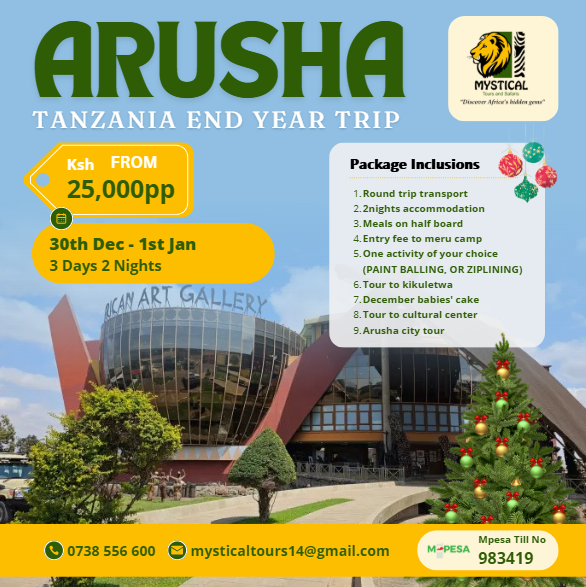 ARUSHA
TANZANIA END YEAR TRIP
MYSTICAL
Tours and Safaris
"Discover Africa's hidden gems"
Ksh FROM
25,000pp
30th Dec - 1st Jan
3 Days 2 Nights
Package Inclusions
1. Round trip transport
2. 2nights accommodation
3. Meals on half board
4. Entry fee to meru camp
5. One activity of your choice
(PAINT BALLING, OR ZIPLINING)
6. Tour to kikuletwa
7. December babies' cake
8. Tour to cultural center
9. Arusha city tour
RICAN ART GALLERY
0738 556 600
mysticaltours14@gmail.com
M-PESA
Mpesa Till No
983419